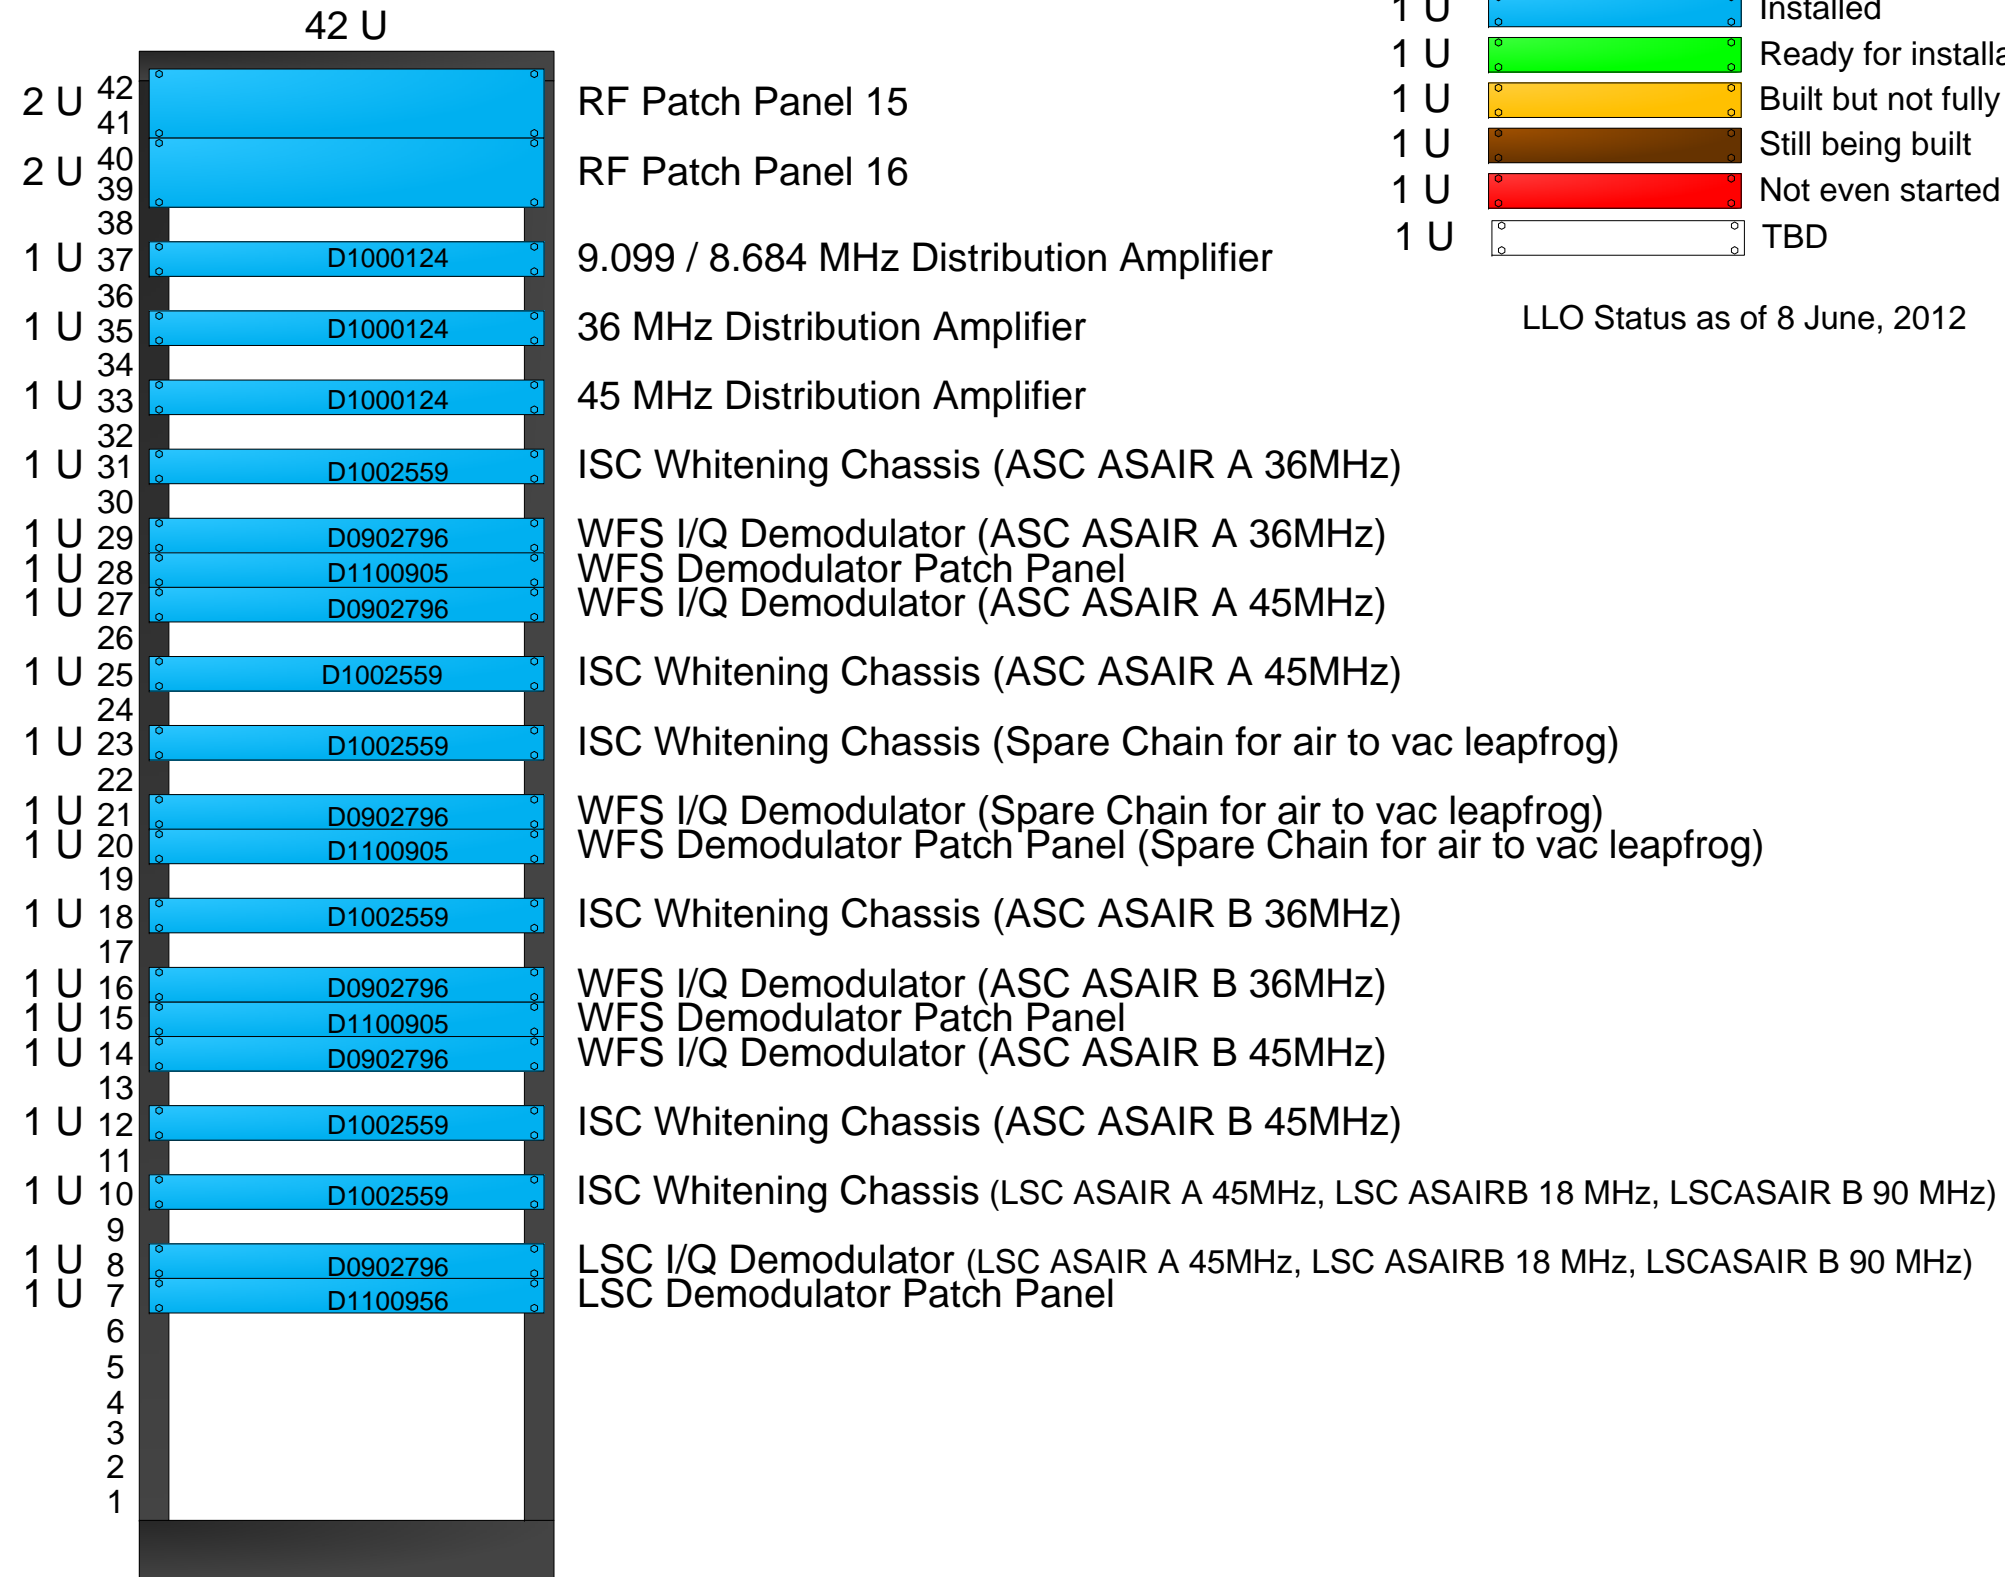 42 U
1 U Installed
1 U Ready for
1 U Built but not fully
1 U Still being built
1 U Not even started
1 U TBD
LLO Status as of 8 June, 2012
2 U 42 41 RF Patch Panel 15
2 U 40 39 RF Patch Panel 16
38
1 U 37 D1000124 9.099 / 8.684 MHz Distribution Amplifier
36
1 U 35 D1000124 36 MHz Distribution Amplifier
34
1 U 33 D1000124 45 MHz Distribution Amplifier
32
1 U 31 D1002559 ISC Whitening Chassis (ASC ASAIR A 36MHz)
30
1 U 29 D0902796 WFS I/Q Demodulator (ASC ASAIR A 36MHz)
1 U 28 D1100905 WFS Demodulator Patch Panel
1 U 27 D0902796 WFS I/Q Demodulator (ASC ASAIR A 45MHz)
26
1 U 25 D1002559 ISC Whitening Chassis (ASC ASAIR A 45MHz)
24
1 U 23 D1002559 ISC Whitening Chassis (Spare Chain for air to vac leapfrog)
22
1 U 21 D0902796 WFS I/Q Demodulator (Spare Chain for air to vac leapfrog)
1 U 20 D1100905 WFS Demodulator Patch Panel (Spare Chain for air to vac leapfrog)
19
1 U 18 D1002559 ISC Whitening Chassis (ASC ASAIR B 36MHz)
17
1 U 16 D0902796 WFS I/Q Demodulator (ASC ASAIR B 36MHz)
1 U 15 D1100905 WFS Demodulator Patch Panel
1 U 14 D0902796 WFS I/Q Demodulator (ASC ASAIR B 45MHz)
13
1 U 12 D1002559 ISC Whitening Chassis (ASC ASAIR B 45MHz)
11
1 U 10 D1002559 ISC Whitening Chassis (LSC ASAIR A 45MHz, LSC ASAIRB 18 MHz, LSCASAIR B 90 MHz)
9
1 U 8 D0902796 LSC I/Q Demodulator (LSC ASAIR A 45MHz, LSC ASAIRB 18 MHz, LSCASAIR B 90 MHz)
1 U 7 D1100956 LSC Demodulator Patch Panel
6
5
4
3
2
1